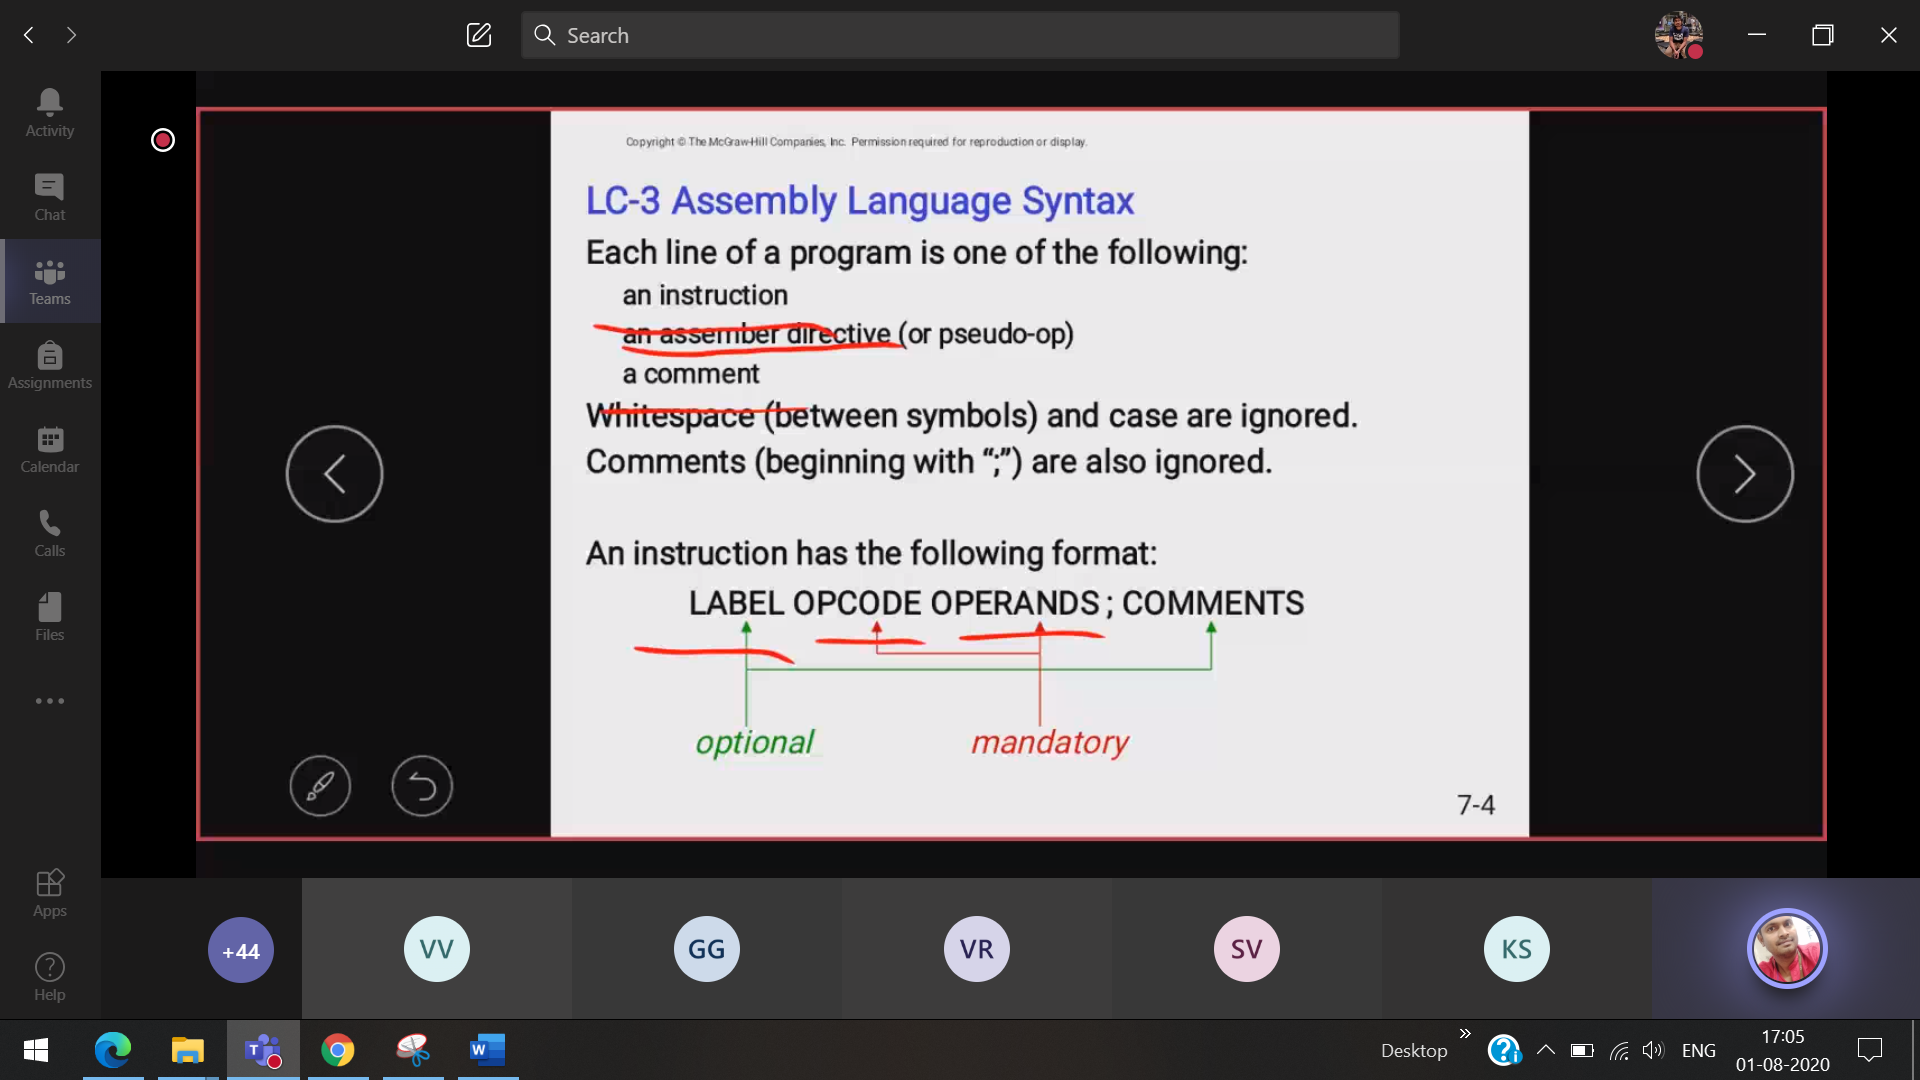 Search
Activity
Chat
Teams
Assignments
Calendar
Calls
Files
Apps
Help
Copyright © The McGraw-Hill Companies, Inc. Permission required for reproduction or display.
LC-3 Assembly Language Syntax
Each line of a program is one of the following:
an instruction
an assember directive (or pseudo-op)
a comment
Whitespace (between symbols) and case are ignored.
Comments (beginning with “;”) are also ignored.
An instruction has the following format:
LABEL OPCODE OPERANDS ; COMMENTS
optional
mandatory
7-4
+44
VV
GG
VR
SV
KS
Desktop
ENG
17:05
01-08-2020